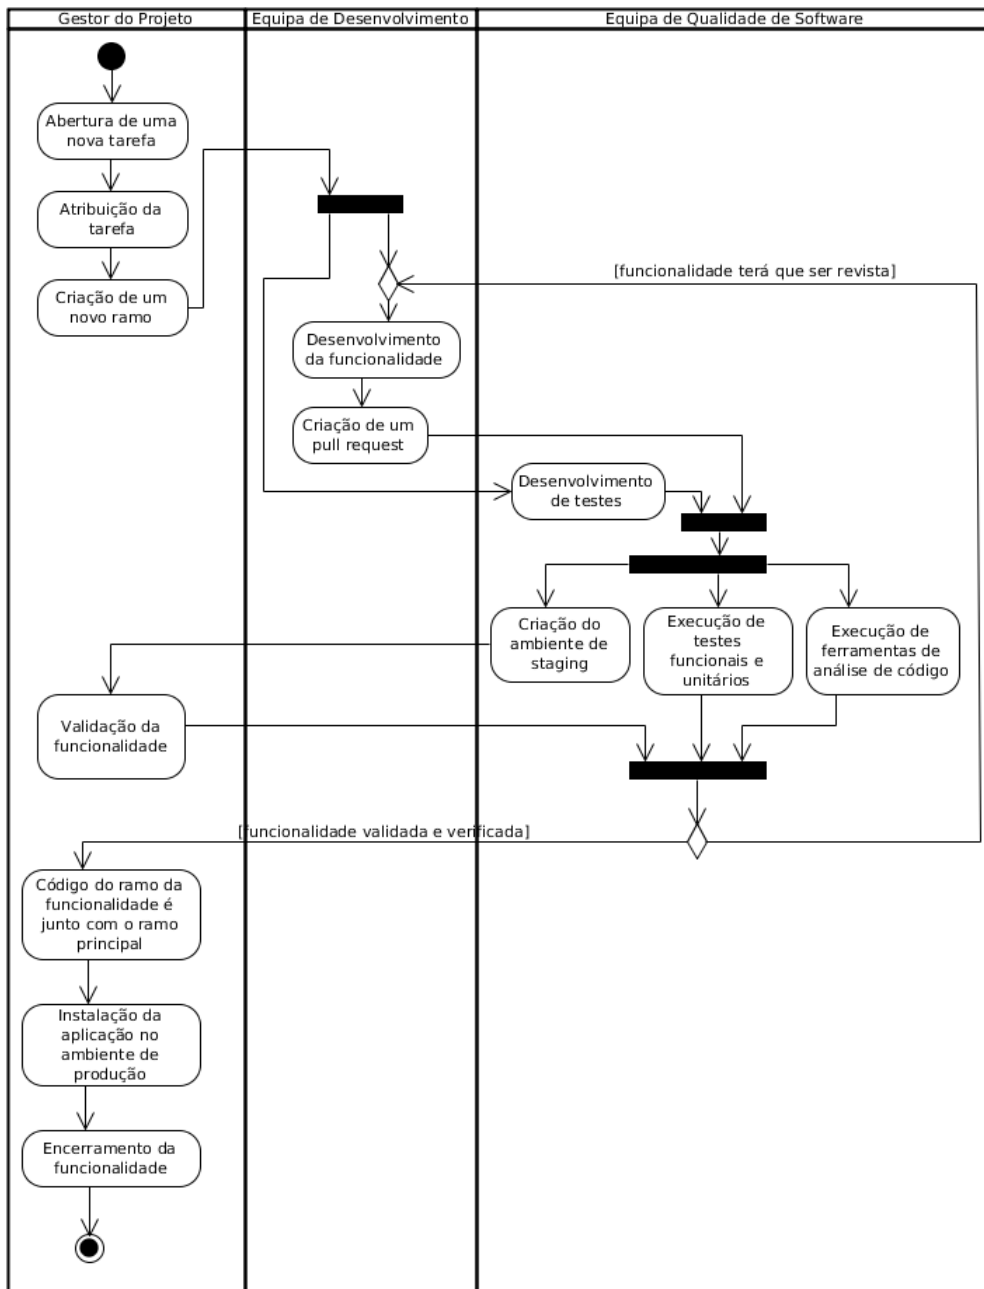 Gestor do Projeto
Equipa de Desenvolvimento
Equipa de Qualidade de Software
Abertura de uma
nova tarefa
Atribuição da
tarefa
Criação de um
novo ramo
[funcionalidade terá que ser revista]
Desenvolvimento
da funcionalidade
Criação de um
pull request
Desenvolvimento
de testes
Criação do
ambiente de
staging
Execução de
testes
funcionais e
unitários
Execução de
ferramentas de
análise de código
Validação da
funcionalidade
[funcionalidade validada e verificada]
Código do ramo da
funcionalidade é
junto com o ramo
principal
Instalação da
aplicação no
ambiente de
produção
Encerramento da
funcionalidade